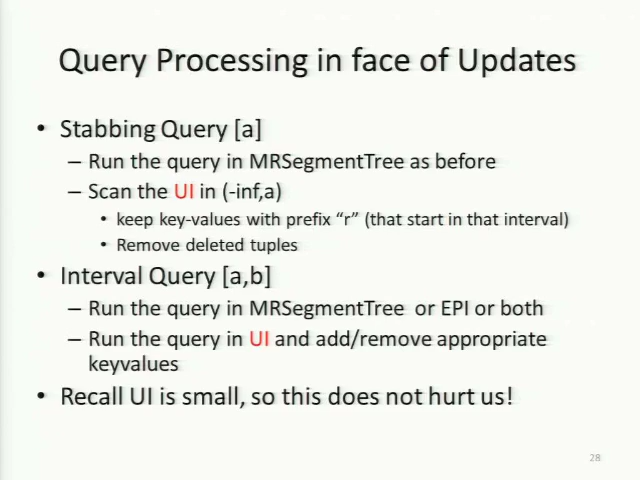 Query Processing in face of Updates
• Stabbing Query [a]
– Run the query in MRSegmentTree as before
– Scan the UI in (-inf,a)
• keep key-values with prefix “r” (that start in that interval)
• Remove deleted tuples
• Interval Query [a,b]
– Run the query in MRSegmentTree or EPI or both
– Run the query in UI and add/remove appropriate
keyvalues
• Recall UI is small, so this does not hurt us!
28